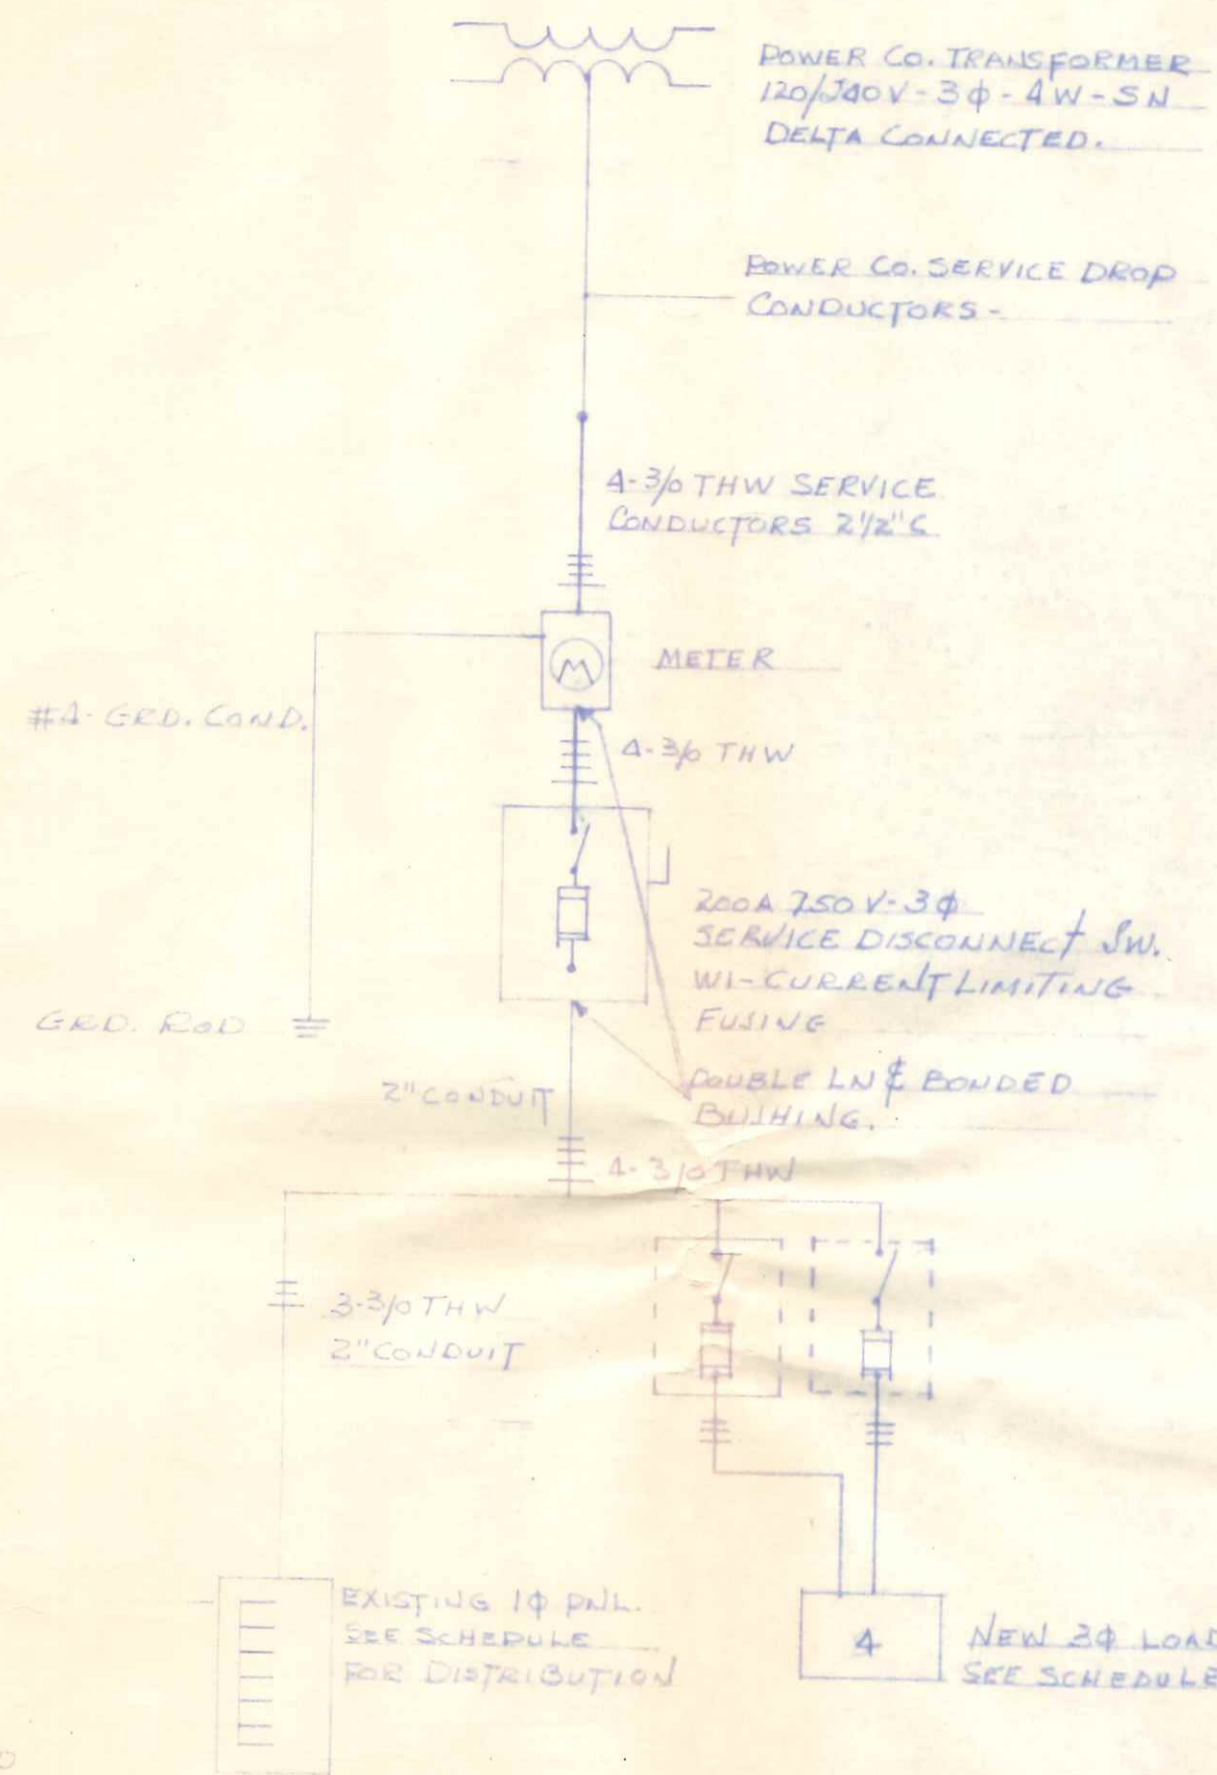 POWER CO. TRANSFORMER
120/240V-3φ-4W-SN
DELTA CONNECTED.
POWER CO. SERVICE DROP
CONDUCTORS-
4-3/0 THW SERVICE
CONDUCTORS 2 1/2" C
METER
#4-GRD. COND.
4-3/0 THW
200A 250V-3φ
SERVICE DISCONNECT SW.
WI-CURRENT LIMITING
FUSING
GRD. ROD
DOUBLE LN & BONDED
BUSHING.
2" CONDUIT
4-3/0 THW
3-3/0 THW
2" CONDUIT
EXISTING 1φ PNL.
SEE SCHEDULE
FOR DISTRIBUTION
4
NEW 3φ LOAD
SEE SCHEDULE
M